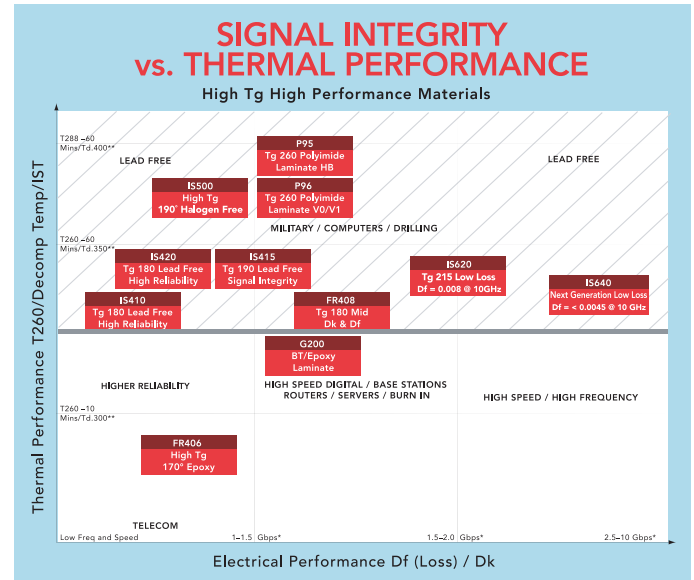 SIGNAL INTEGRITY
vs. THERMAL PERFORMANCE
High Tg High Performance Materials
Thermal Performance T260/Decomp Temp/IST
T288 –60
Mins/Td.400**
LEAD FREE
P95
Tg 260 Polyimide
Laminate HB
LEAD FREE
IS500
High Tg
190° Halogen Free
P96
Tg 260 Polyimide
Laminate V0/V1
MILITARY / COMPUTERS / DRILLING
T260 –60
Mins/Td.350**
IS420
Tg 180 Lead Free
High Reliability
IS415
Tg 190 Lead Free
Signal Integrity
IS620
Tg 215 Low Loss
Df = 0.008 @ 10GHz
IS640
Next Generation Low Loss
Df = < 0.0045 @ 10 GHz
IS410
Tg 180 Lead Free
High Reliability
FR408
Tg 180 Mid
Dk & Df
G200
BT/Epoxy
Laminate
HIGHER RELIABILITY
HIGH SPEED DIGITAL / BASE STATIONS
ROUTERS / SERVERS / BURN IN
HIGH SPEED / HIGH FREQUENCY
T260 –10
Mins/Td.300**
FR406
High Tg
170° Epoxy
TELECOM
Low Freq and Speed
1–1.5 Gbps*
1.5–2.0 Gbps*
2.5-10 Gbps*
Electrical Performance Df (Loss) / Dk